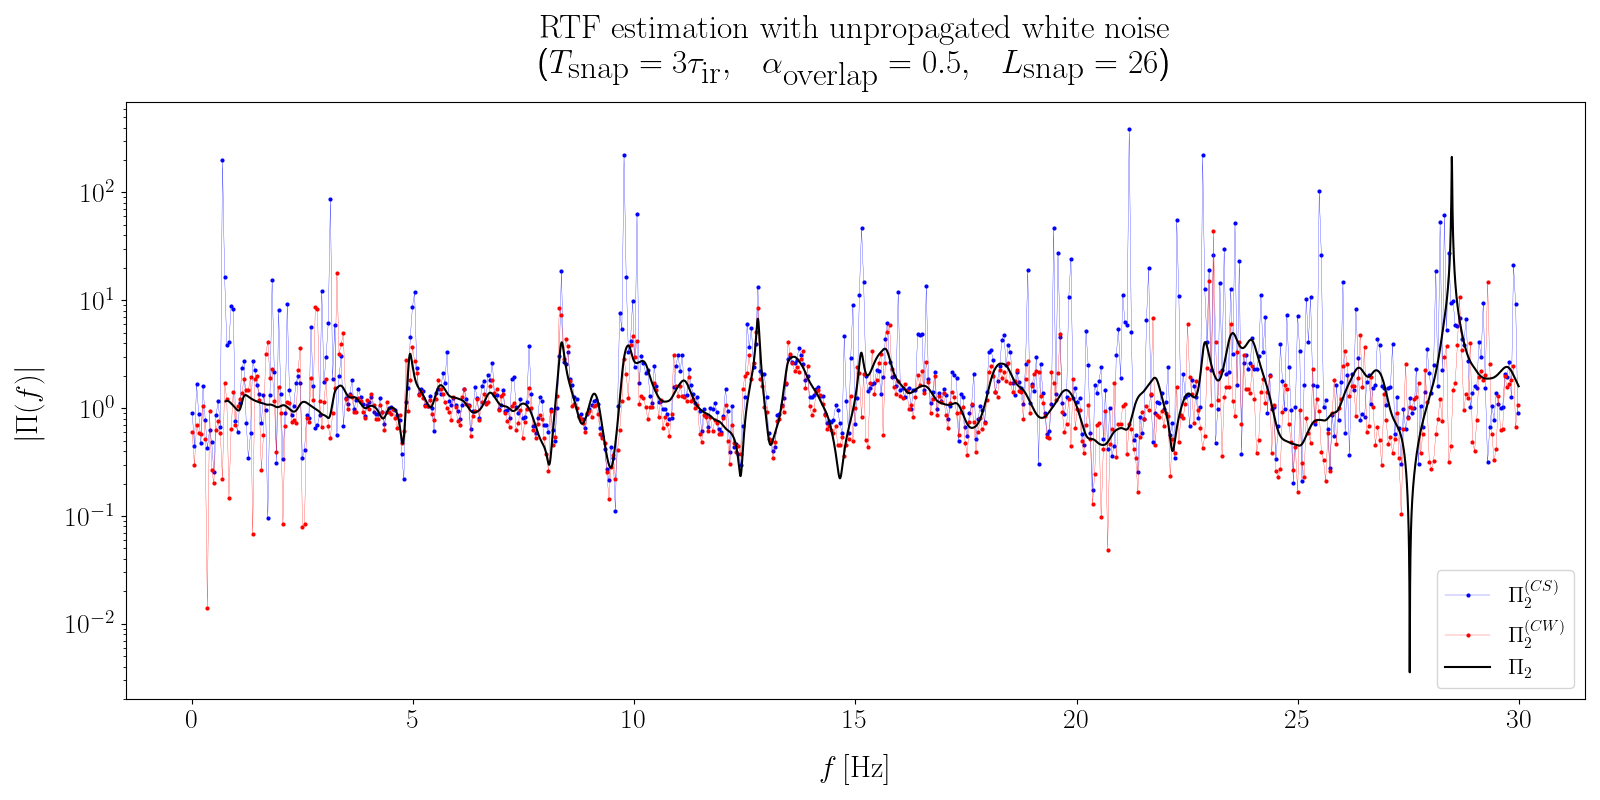 RTF estimation with unpropagated white noise
(T_snap = 3τ_ir, α_overlap = 0.5, L_snap = 26)
|Π(f)|
10^2
10^1
10^0
10^−1
10^−2
0 5 10 15 20 25 30
f [Hz]
Π_2^(CS)
Π_2^(CW)
Π_2